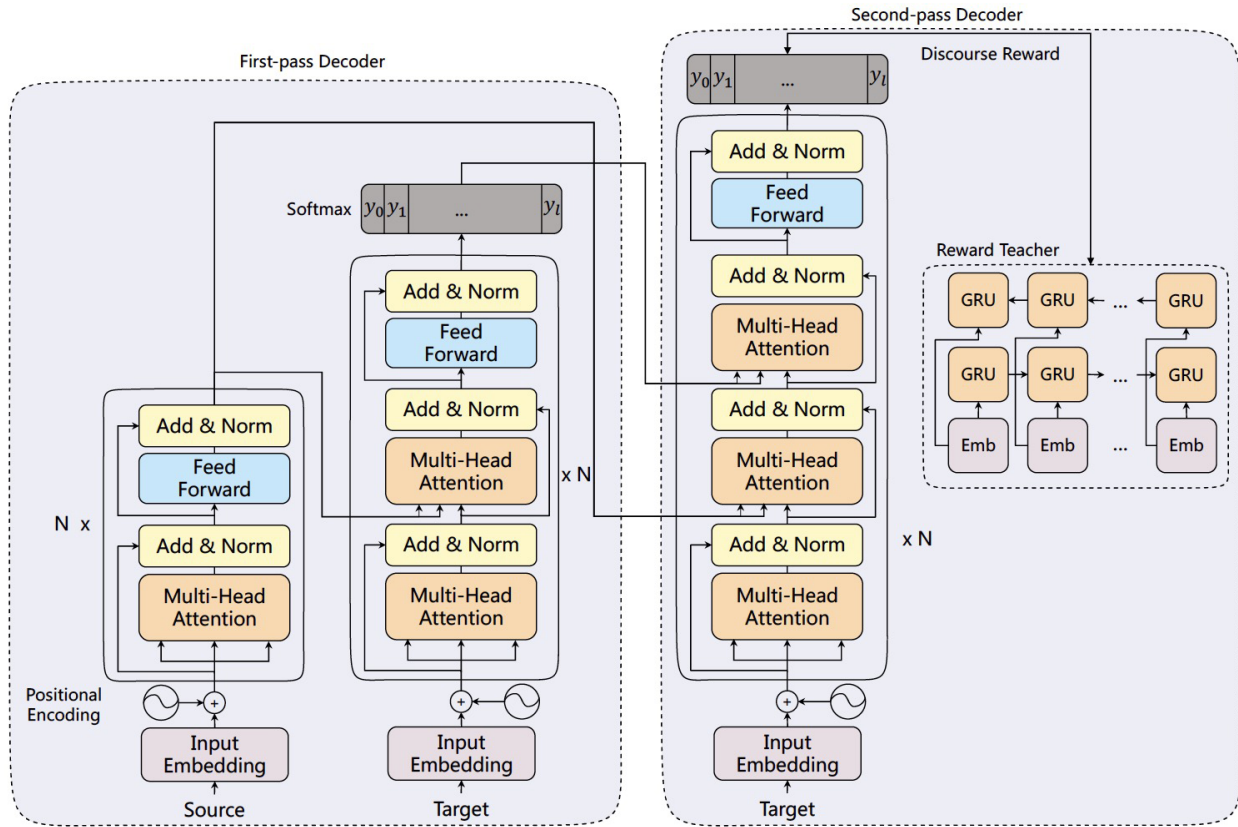 First-pass Decoder
Softmax
y0 y1 ... yl
Add & Norm
Feed
Forward
Add & Norm
Multi-Head
Attention
N x
Positional
Encoding
+
Input
Embedding
Source
Add & Norm
Feed
Forward
Add & Norm
Multi-Head
Attention
x N
Add & Norm
Multi-Head
Attention
+
Input
Embedding
Target
Second-pass Decoder
y0 y1 ... yl
Discourse Reward
Add & Norm
Feed
Forward
Add & Norm
Multi-Head
Attention
Add & Norm
Multi-Head
Attention
Add & Norm
Multi-Head
Attention
x N
+
Input
Embedding
Target
Reward Teacher
GRU GRU ... GRU
GRU GRU ... GRU
Emb Emb ... Emb